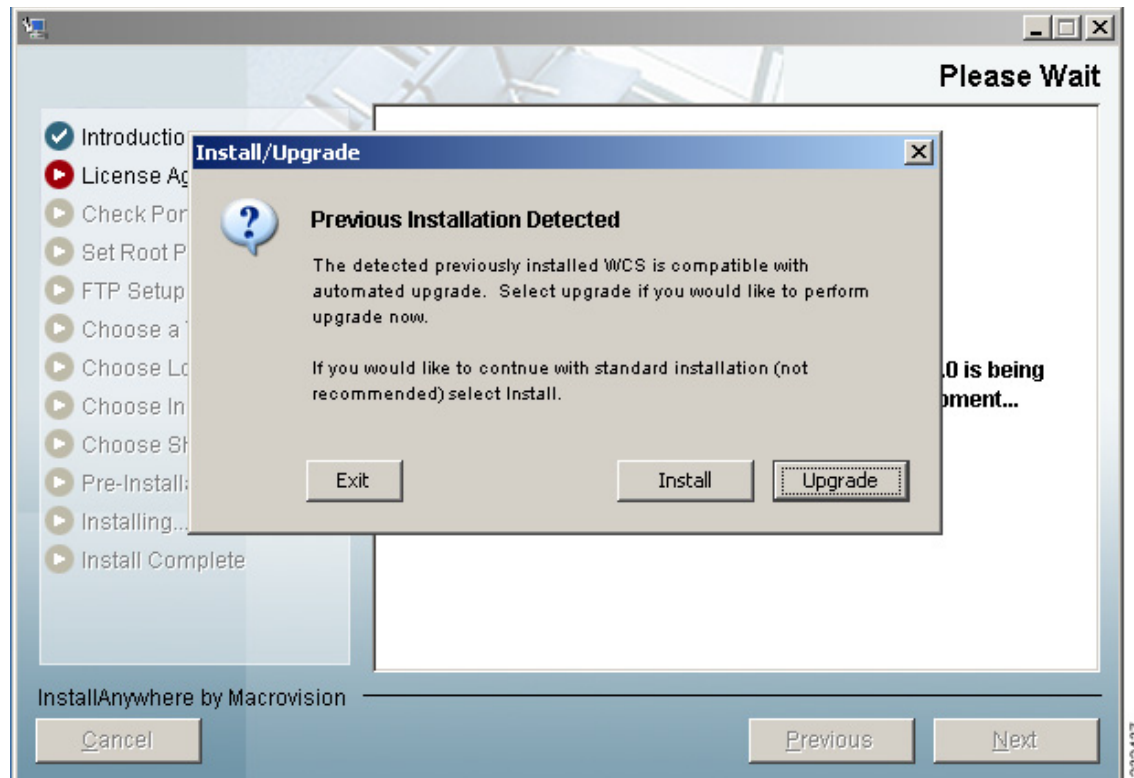 Please Wait
Introductio
License Ag
Check Por
Set Root P
FTP Setup
Choose a
Choose Lo
Choose In
Choose Sh
Pre-Install
Installing...
Install Complete
Install/Upgrade
Previous Installation Detected
The detected previously installed WCS is compatible with
automated upgrade. Select upgrade if you would like to perform
upgrade now.
If you would like to contnue with standard installation (not
recommended) select Install.
Exit
Install
Upgrade
.0 is being
oment...
InstallAnywhere by Macrovision
Cancel
Previous
Next